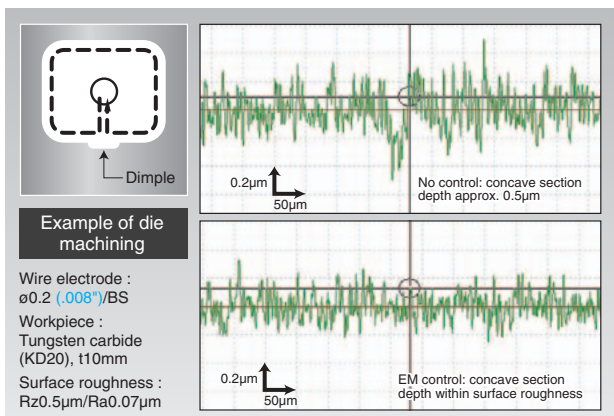 Dimple
Example of die
machining
Wire electrode :
ø0.2 (.008")/BS
Workpiece :
Tungsten carbide
(KD20), t10mm
Surface roughness :
Rz0.5μm/Ra0.07μm
0.2μm
50μm
No control: concave section
depth approx. 0.5μm
0.2μm
50μm
EM control: concave section
depth within surface roughness